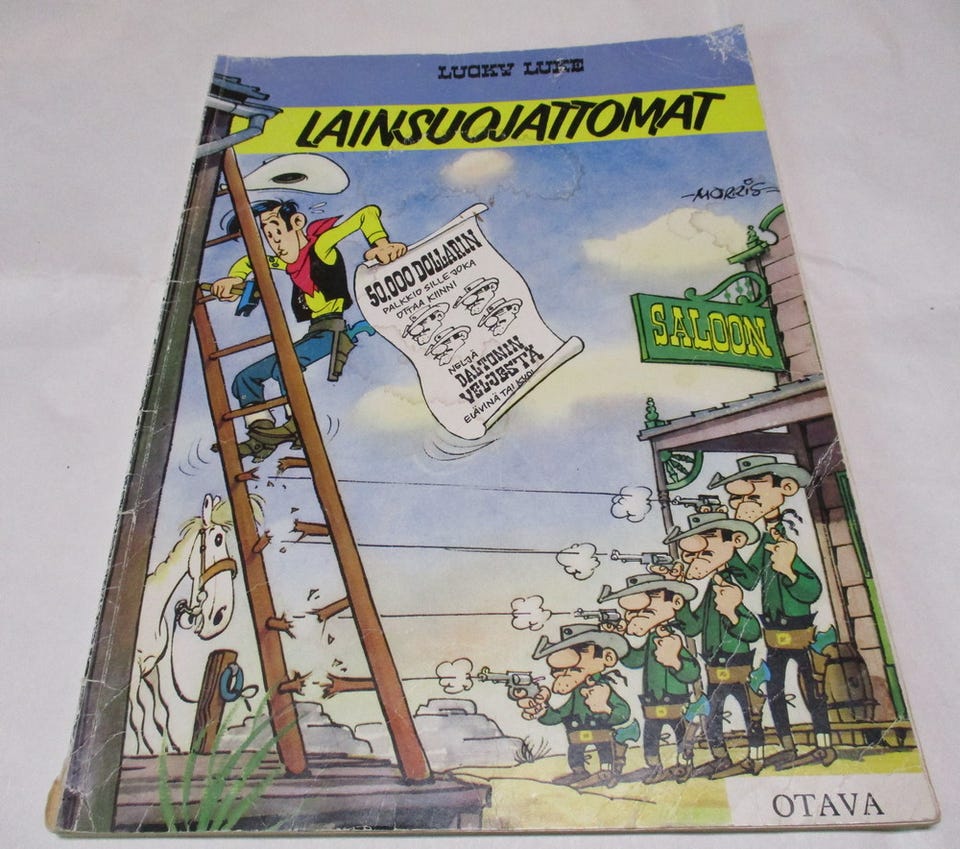 LUCKY LUKE
LAINSUOJATTOMAT
-MORRIS-
50.000 DOLLARIN
PALKKIO SILLE JOKA
OTTAA KIINNI
NELJÄ
DALTONIN
VELJESTÄ
ELÄVINÄ TAI
SALOON
OTAVA